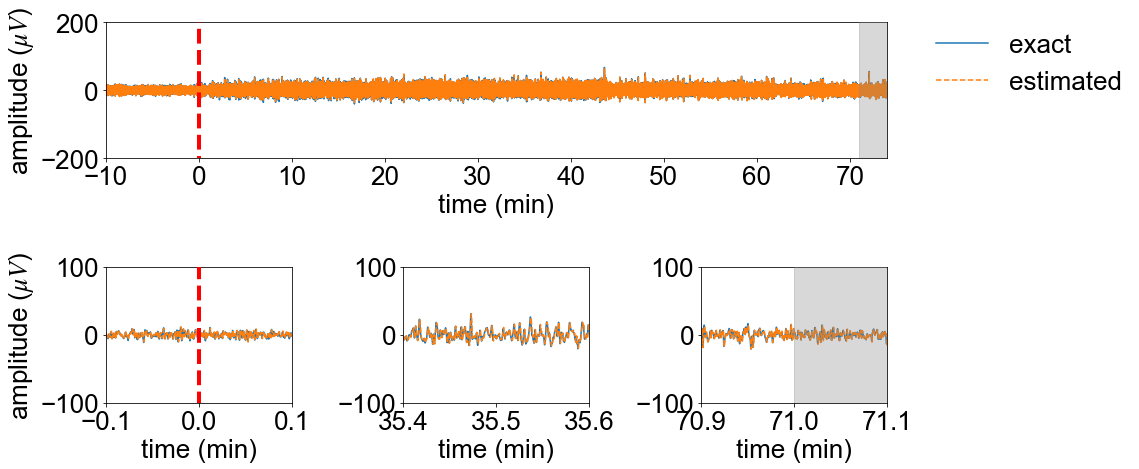 amplitude (μV)
200
0
−200
−10 0 10 20 30 40 50 60 70
time (min)
exact
estimated
amplitude (μV)
100
0
−100
−0.1 0.0 0.1
time (min)
100
0
−100
35.4 35.5 35.6
time (min)
100
0
−100
70.9 71.0 71.1
time (min)